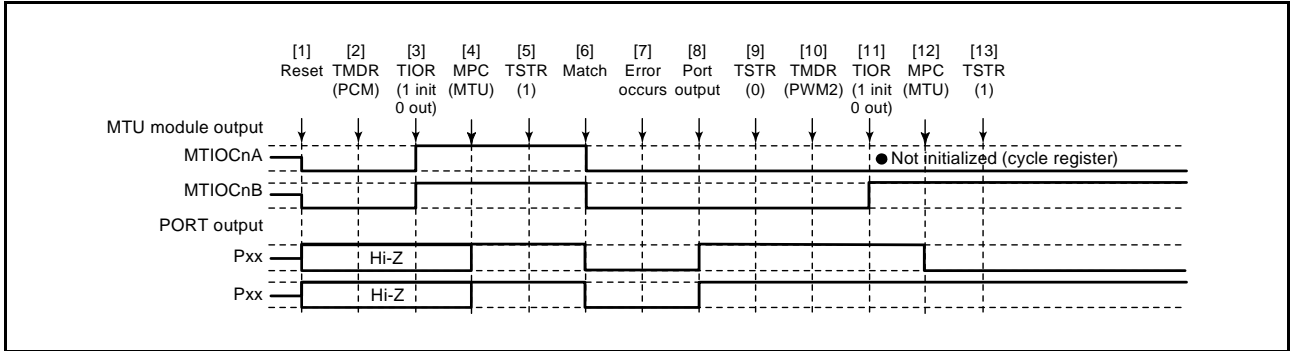 [1] [2] [3] [4] [5] [6] [7] [8] [9] [10] [11] [12] [13]
Reset TMDR TIOR MPC TSTR Match Error Port TSTR TMDR TIOR MPC TSTR
(PCM) (1 init (MTU) (1) occurs output (0) (PWM2) (1 init (MTU) (1)
0 out) 0 out)
MTU module output
MTIOCnA ● Not initialized (cycle register)
MTIOCnB
PORT output
Pxx Hi-Z
Pxx Hi-Z